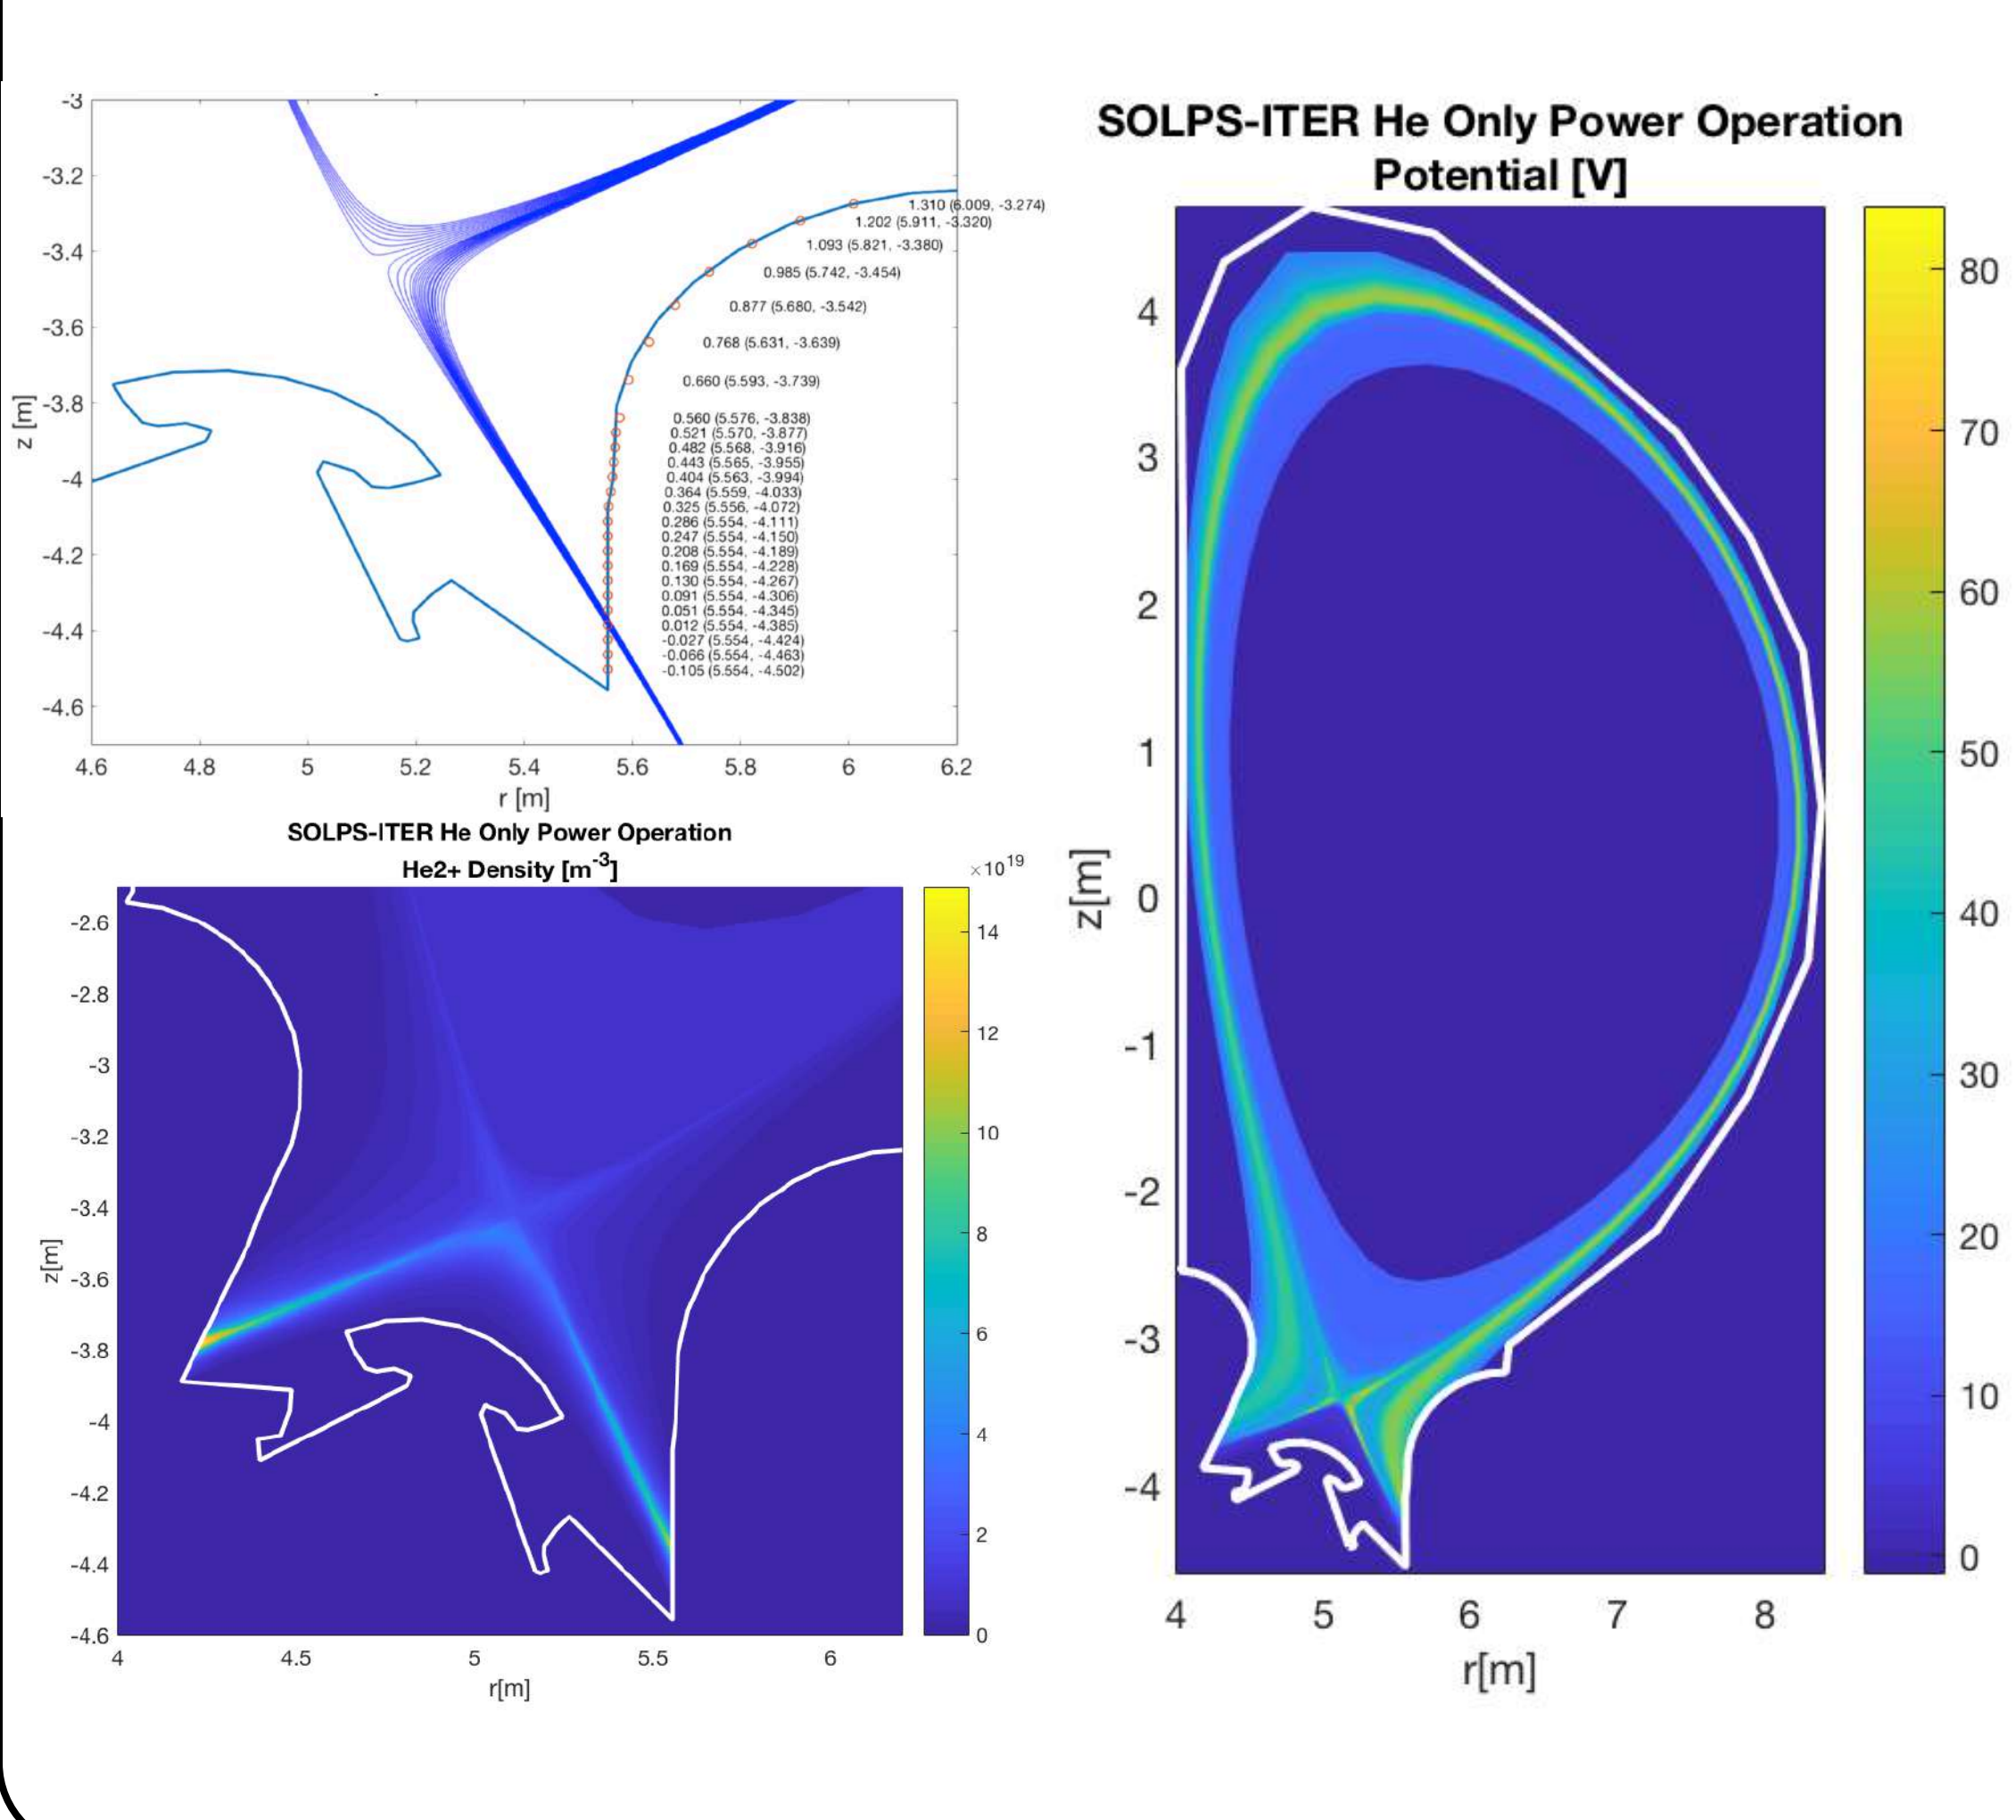 -3
-3.2
-3.4
-3.6
-3.8
-4
-4.2
-4.4
-4.6
z [m]
4.6 4.8 5 5.2 5.4 5.6 5.8 6 6.2
r [m]
1.310 (6.009, -3.274)
1.202 (5.911, -3.320)
1.093 (5.821, -3.380)
0.985 (5.742, -3.454)
0.877 (5.680, -3.542)
0.768 (5.631, -3.639)
0.660 (5.593, -3.739)
0.560 (5.576, -3.838)
0.521 (5.570, -3.877)
0.482 (5.568, -3.916)
0.443 (5.565, -3.955)
0.404 (5.563, -3.994)
0.364 (5.559, -4.033)
0.325 (5.556, -4.072)
0.286 (5.554, -4.111)
0.247 (5.554, -4.150)
0.208 (5.554, -4.189)
0.169 (5.554, -4.228)
0.130 (5.554, -4.267)
0.091 (5.554, -4.306)
0.051 (5.554, -4.345)
0.012 (5.554, -4.385)
-0.027 (5.554, -4.424)
-0.066 (5.554, -4.463)
-0.105 (5.554, -4.502)
SOLPS-ITER He Only Power Operation
He2+ Density [m⁻³]
×10¹⁹
-2.6
-2.8
-3
-3.2
-3.4
-3.6
-3.8
-4
-4.2
-4.4
-4.6
z[m]
4 4.5 5 5.5 6
r[m]
14
12
10
8
6
4
2
0
SOLPS-ITER He Only Power Operation
Potential [V]
4
3
2
1
0
-1
-2
-3
-4
z[m]
4 5 6 7 8
r[m]
80
70
60
50
40
30
20
10
0